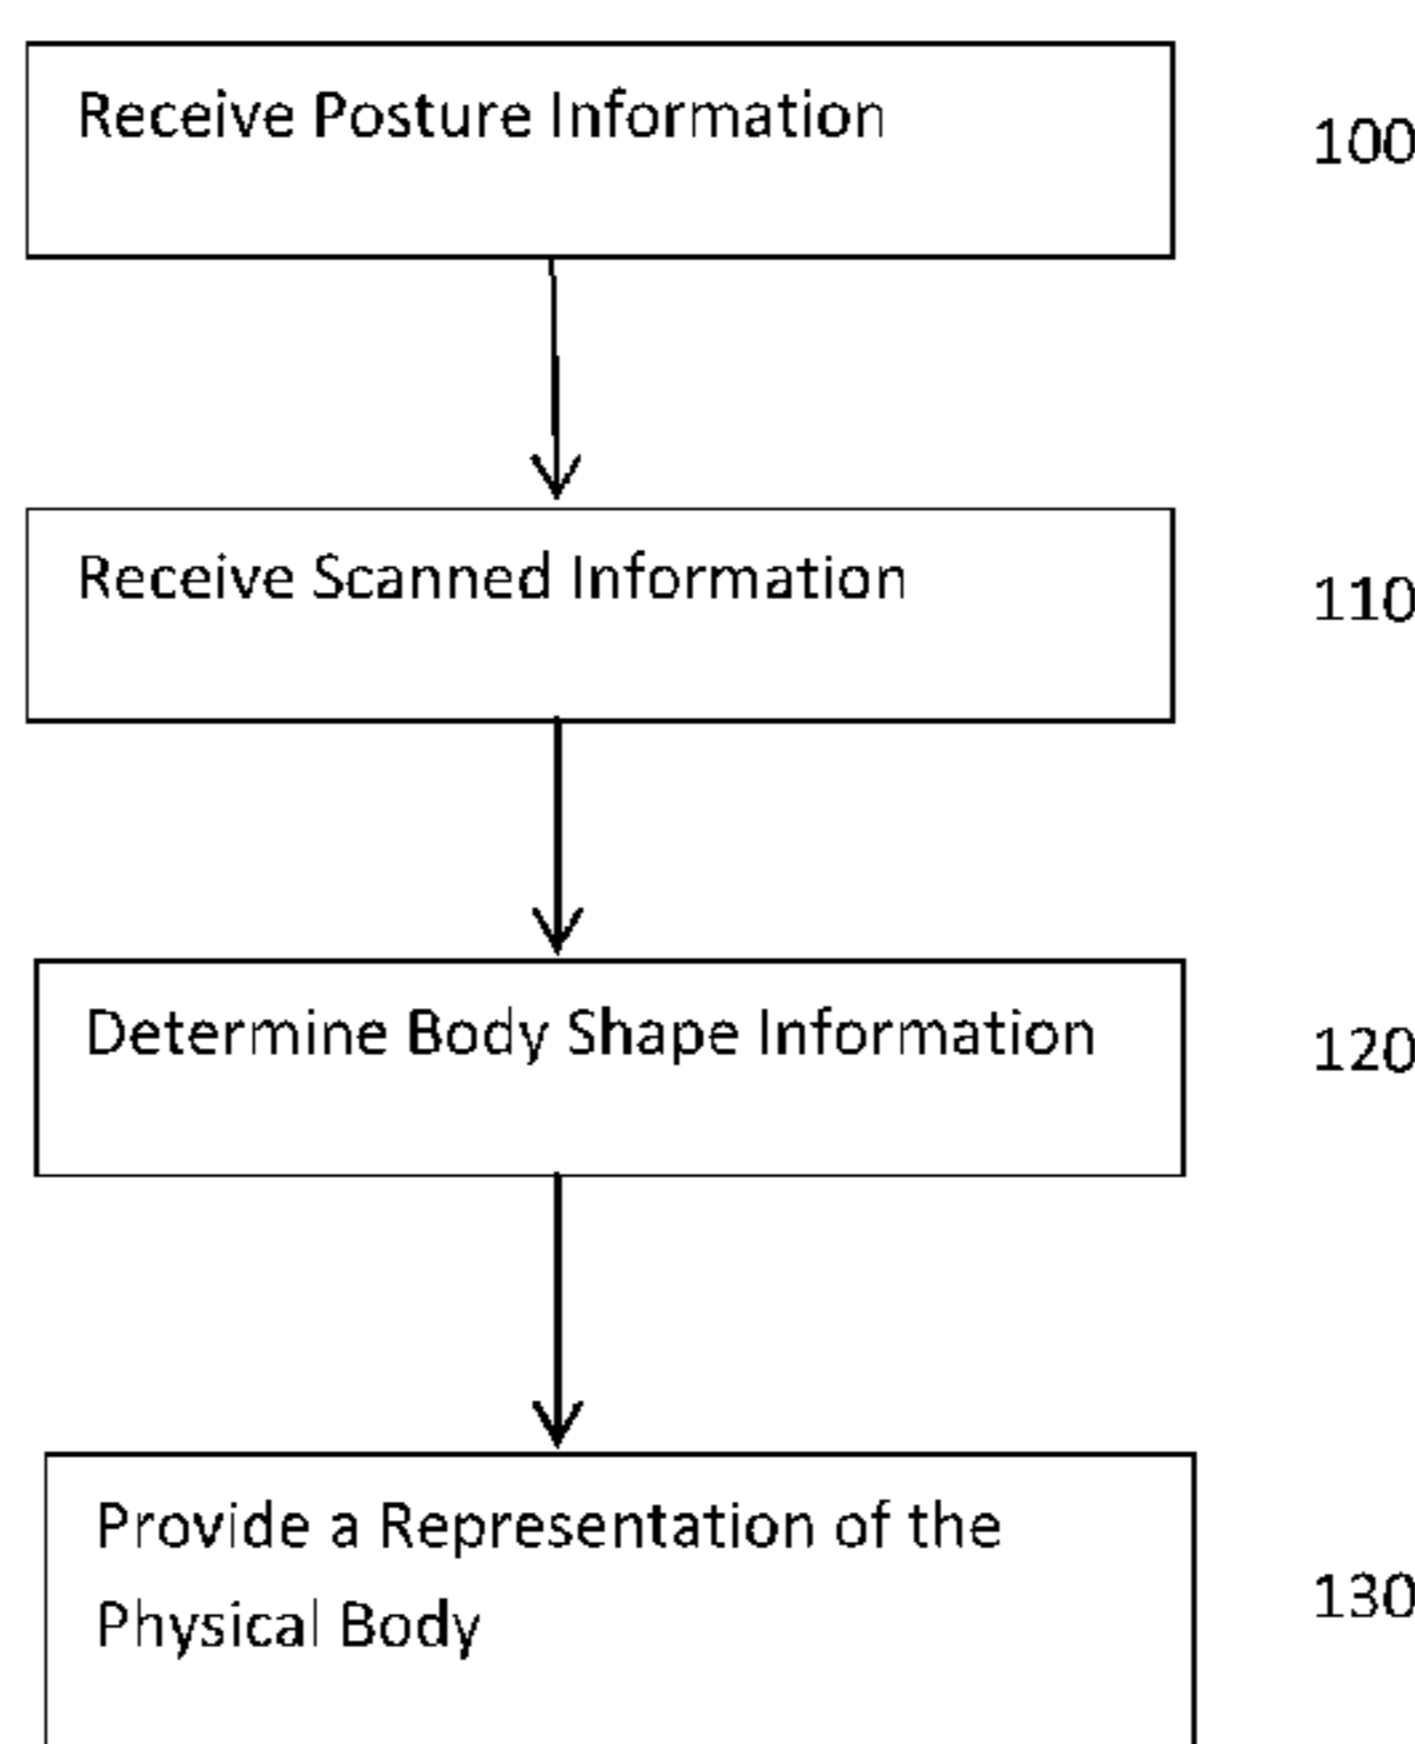 Receive Posture Information
100
Receive Scanned Information
110
Determine Body Shape Information
120
Provide a Representation of the
Physical Body
130